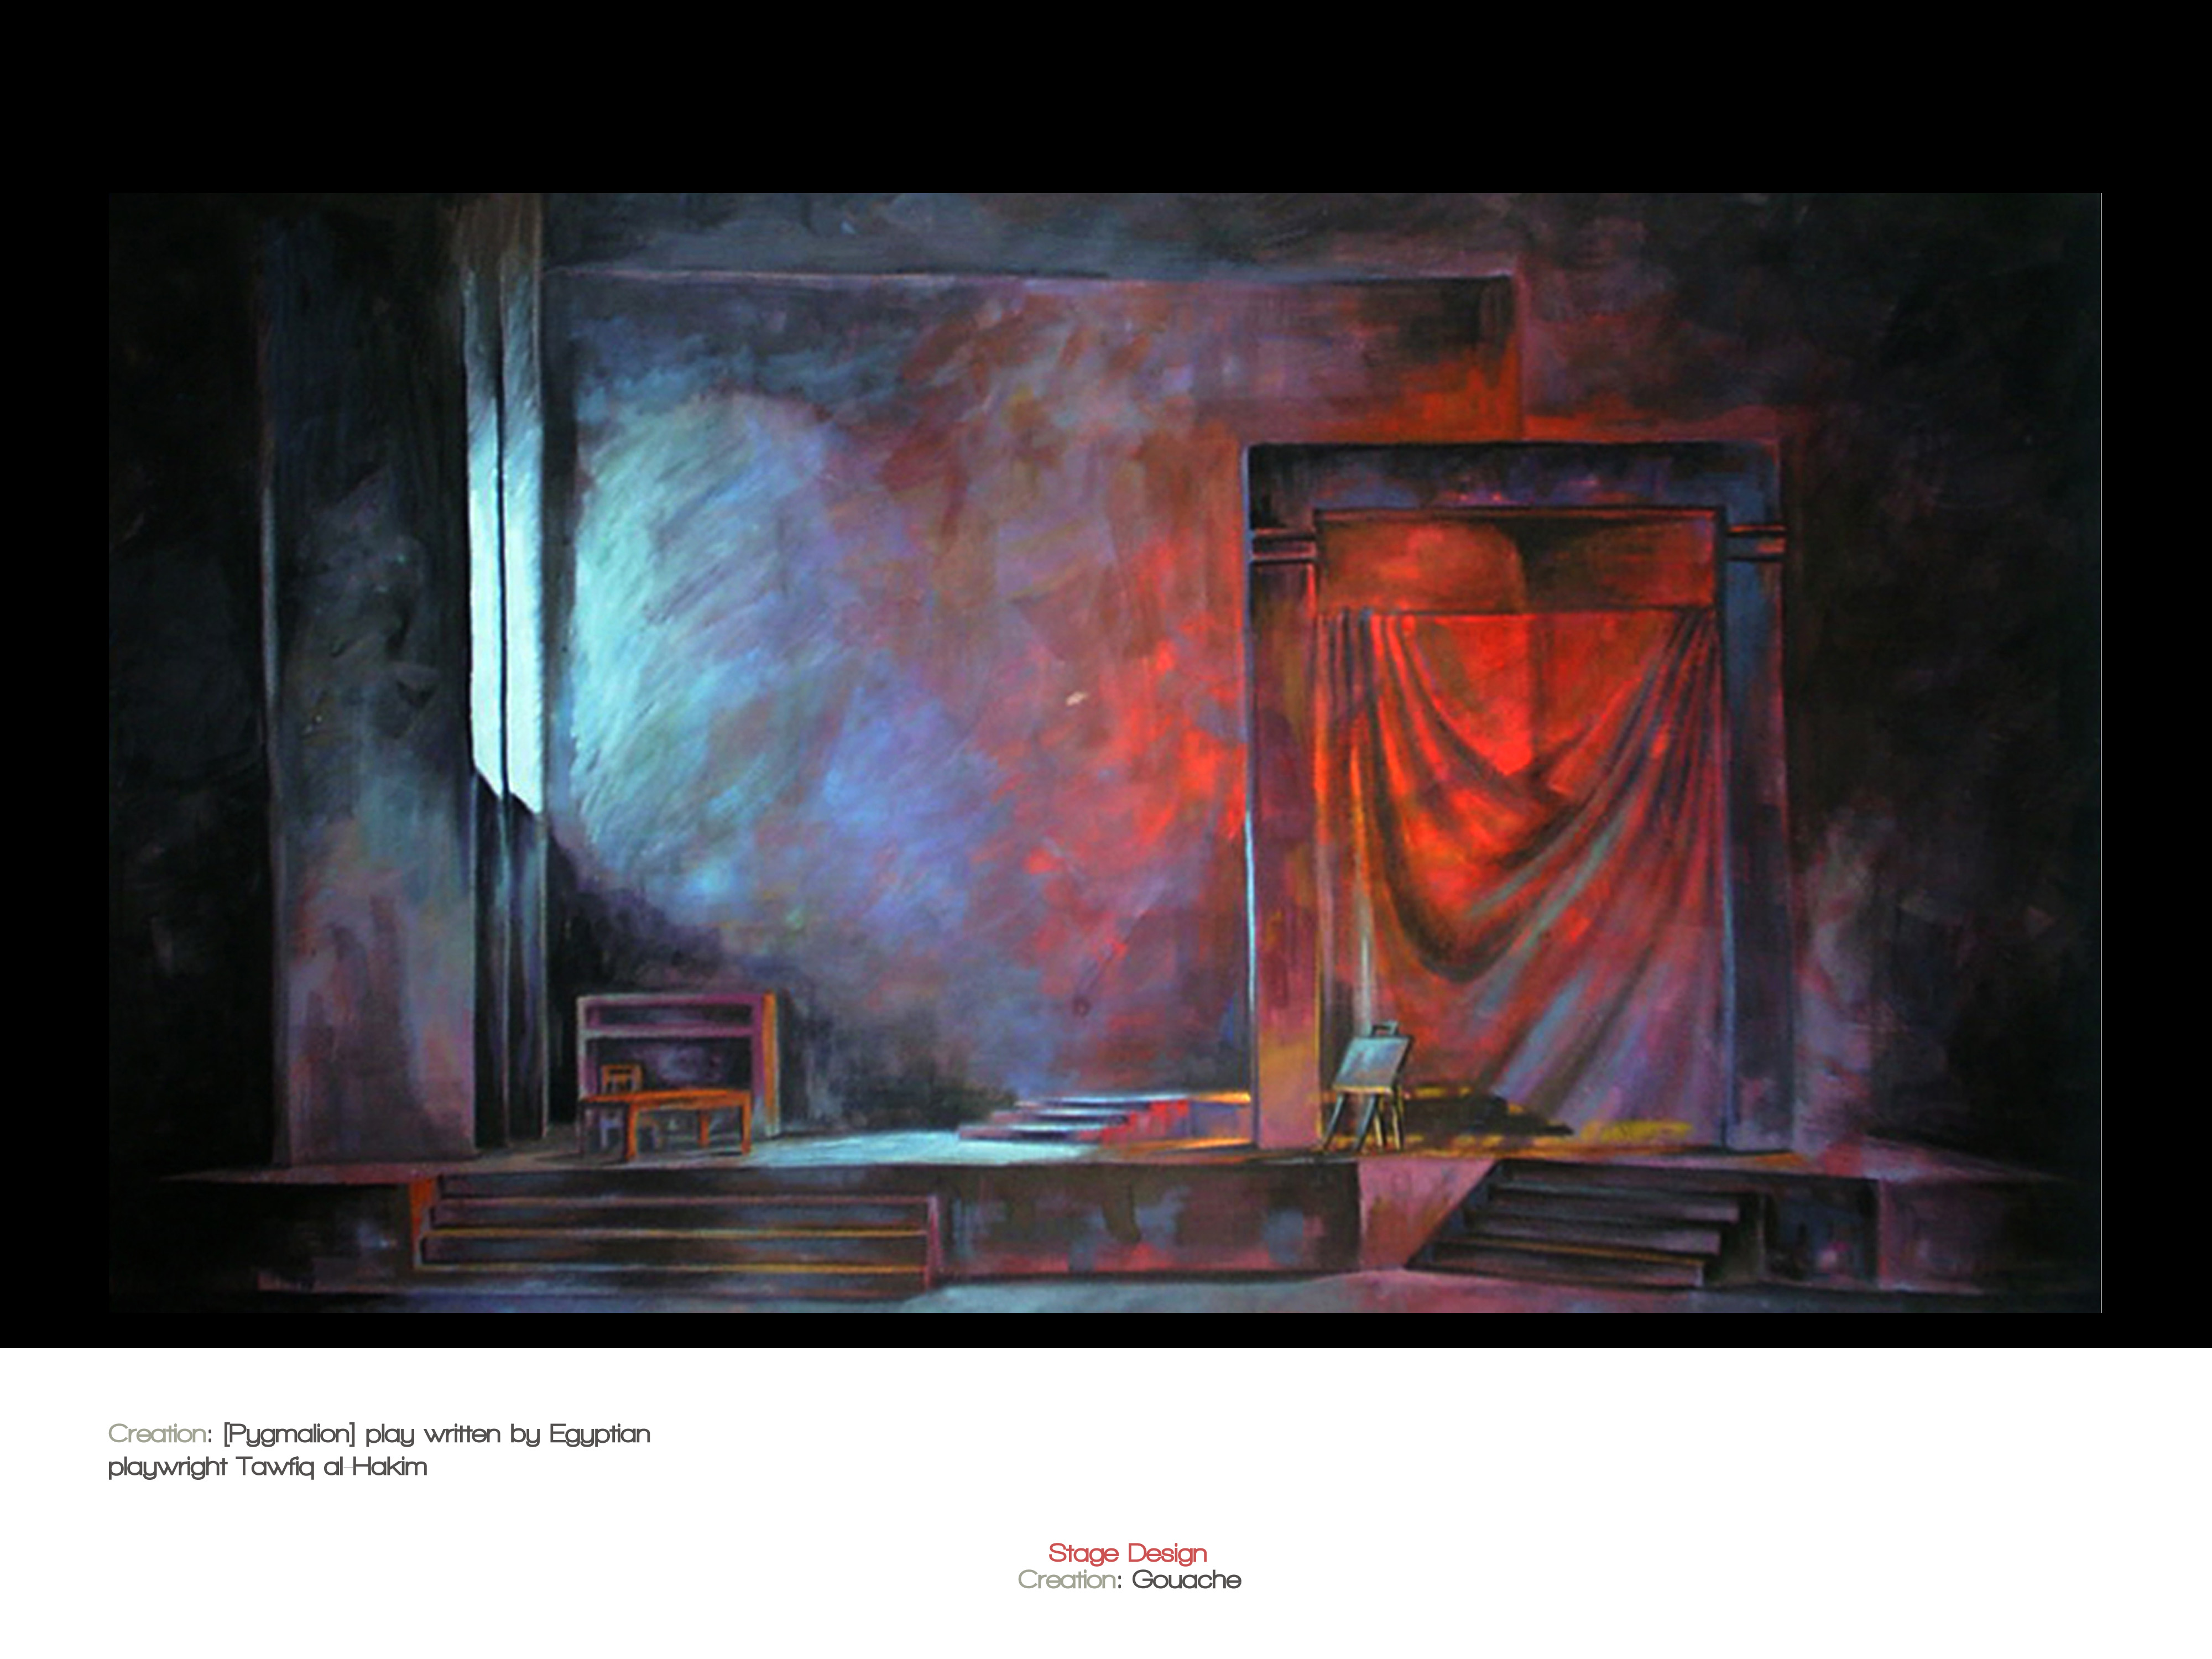 Creation: [Pygmalion] play written by Egyptian
playwright Tawfiq al-Hakim
Stage Design
Creation: Gouache